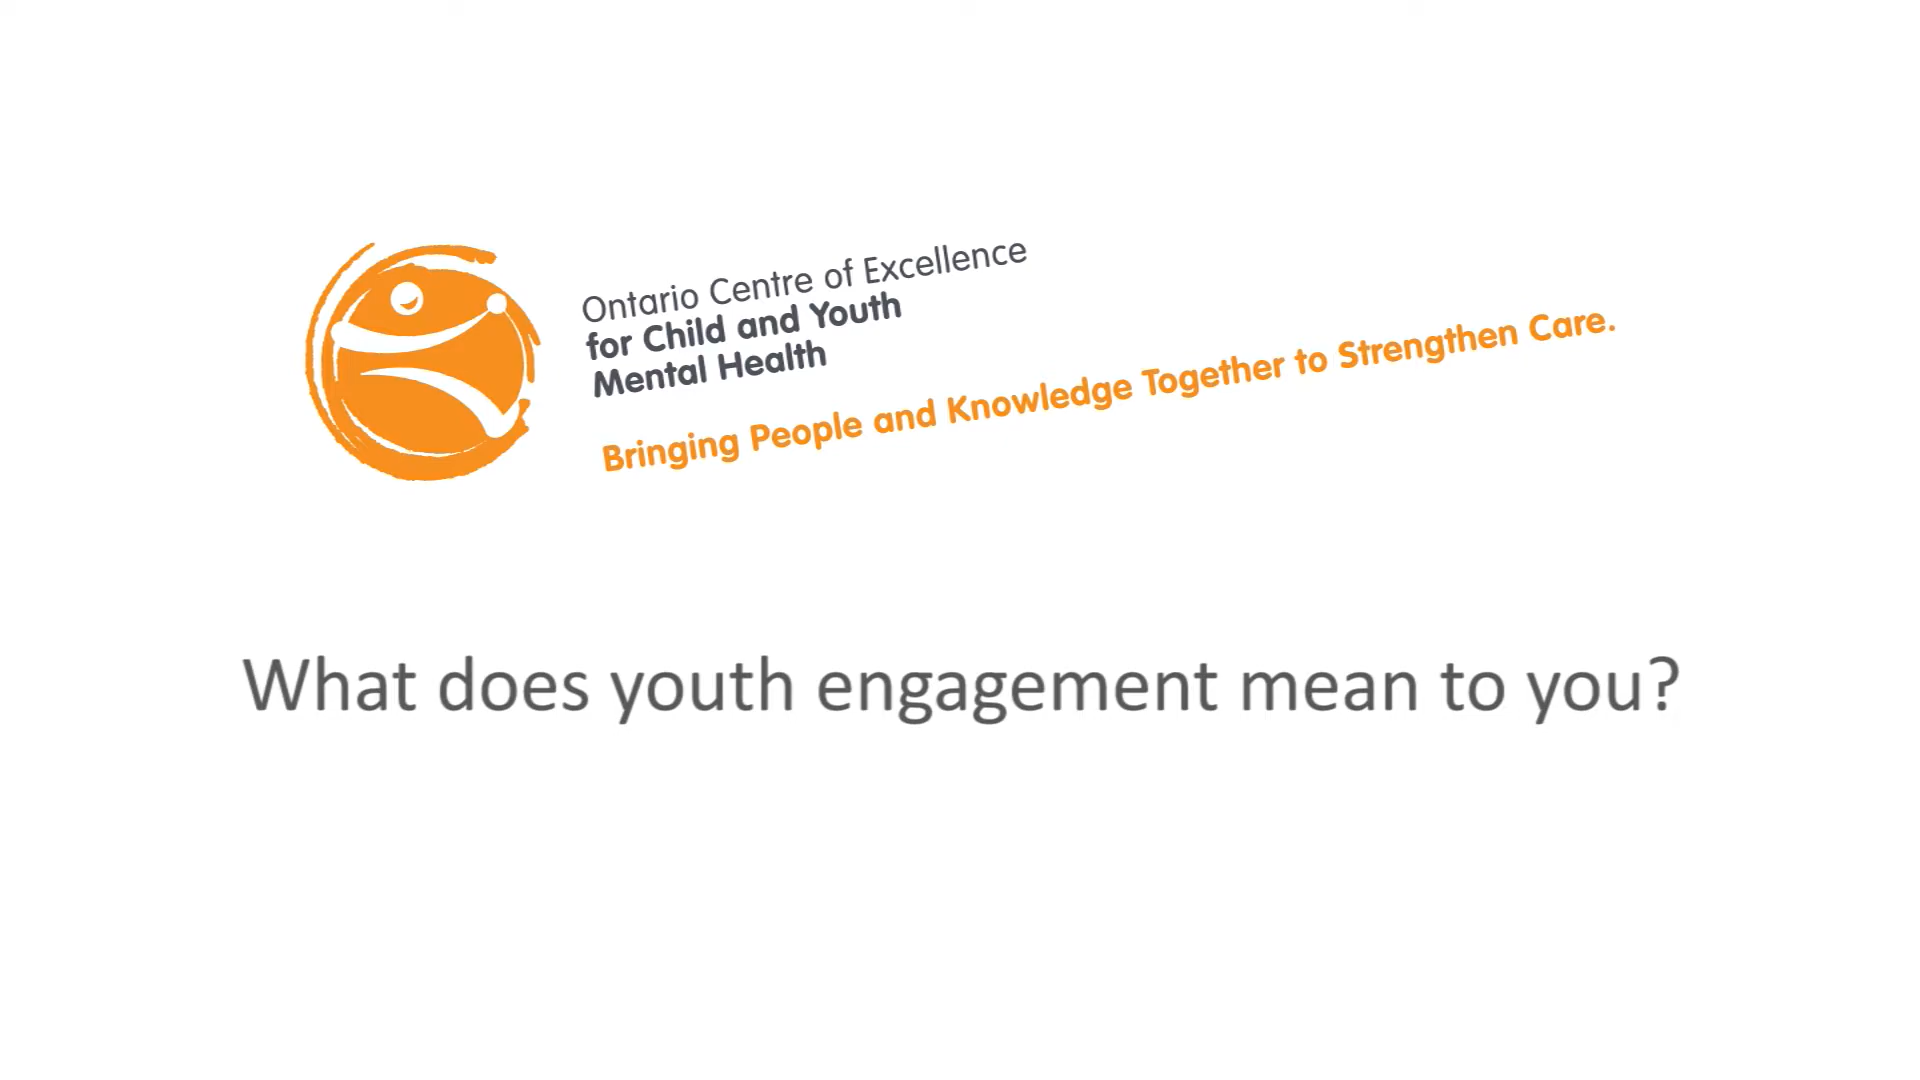 Ontario Centre of Excellence
for Child and Youth
Mental Health
Bringing People and Knowledge Together to Strengthen Care.
What does youth engagement mean to you?